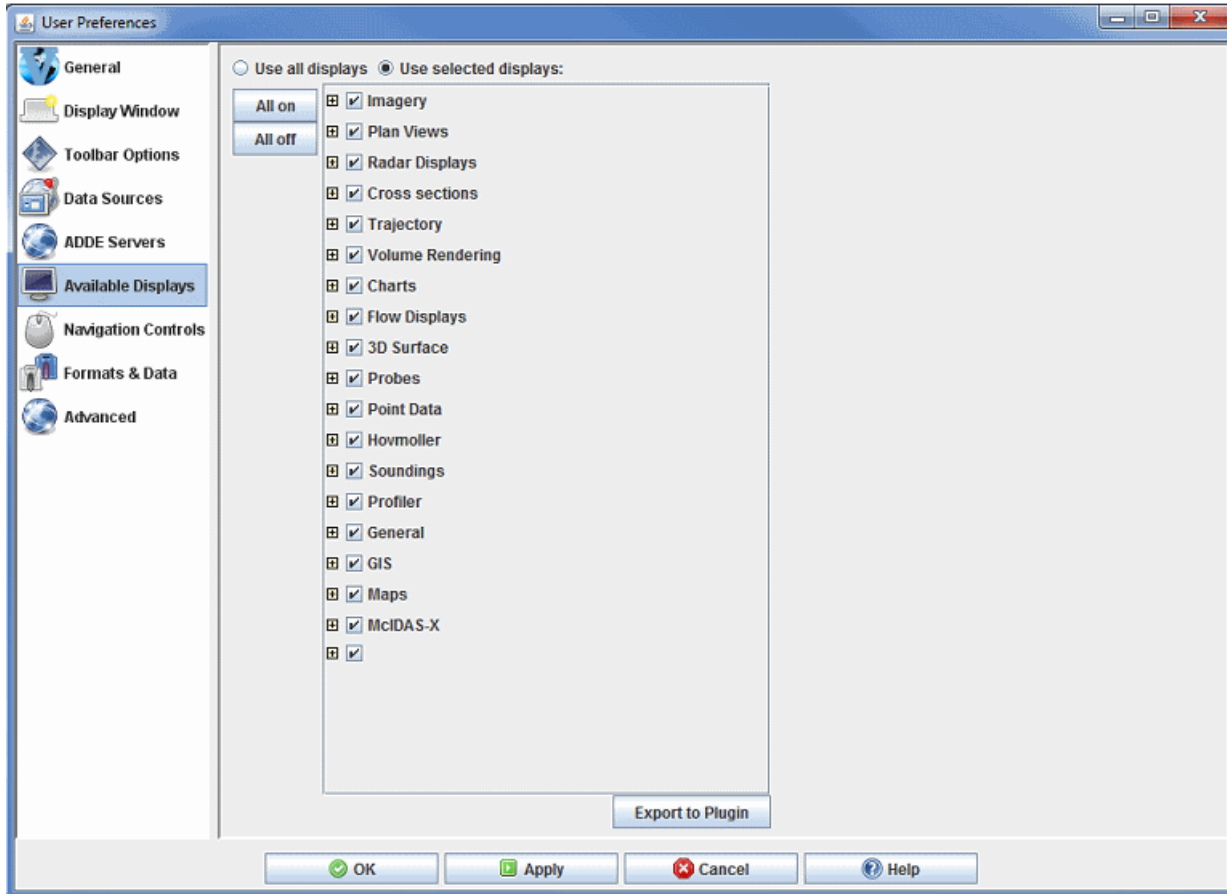 User Preferences
General
Display Window
Toolbar Options
Data Sources
ADDE Servers
Available Displays
Navigation Controls
Formats & Data
Advanced
Use all displays Use selected displays:
All on
All off
Imagery
Plan Views
Radar Displays
Cross sections
Trajectory
Volume Rendering
Charts
Flow Displays
3D Surface
Probes
Point Data
Hovmoller
Soundings
Profiler
General
GIS
Maps
McIDAS-X
Export to Plugin
OK Apply Cancel Help